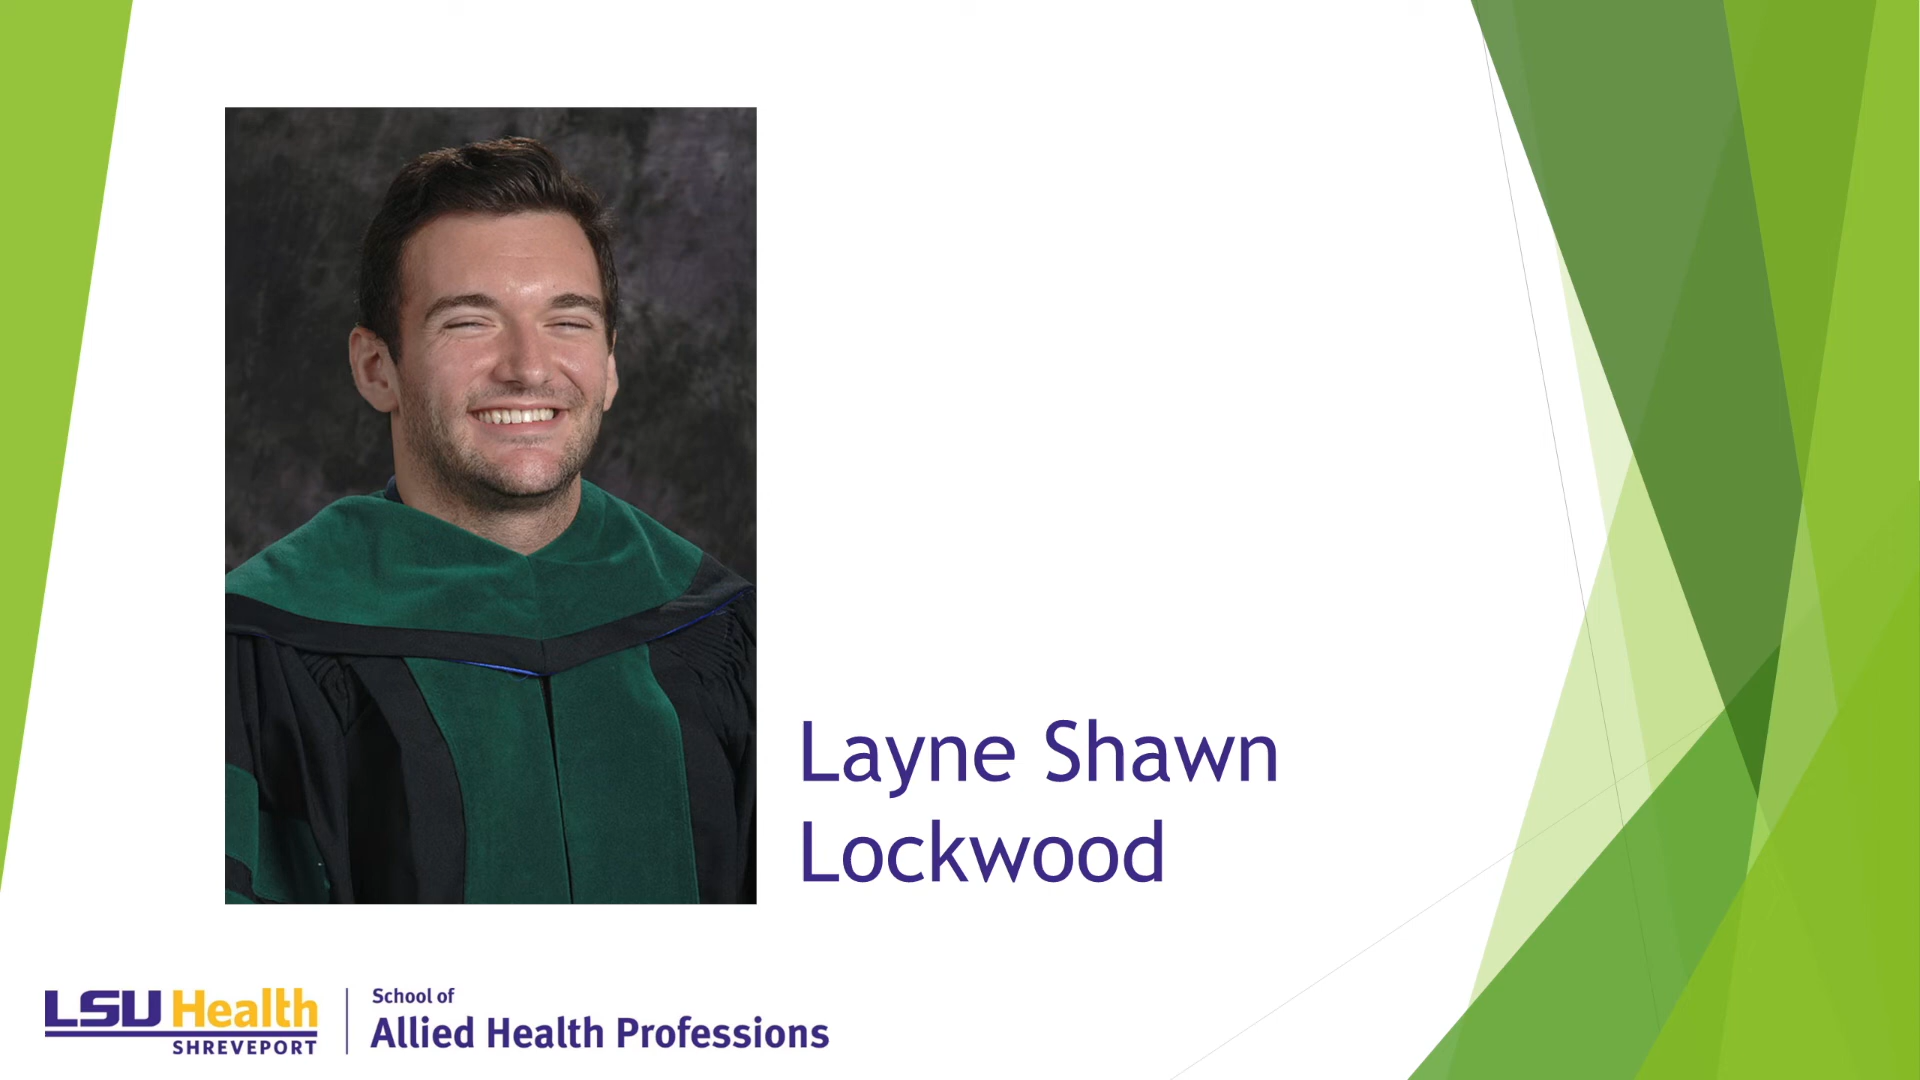 Layne Shawn
Lockwood
LSU Health
SHREVEPORT
School of
Allied Health Professions